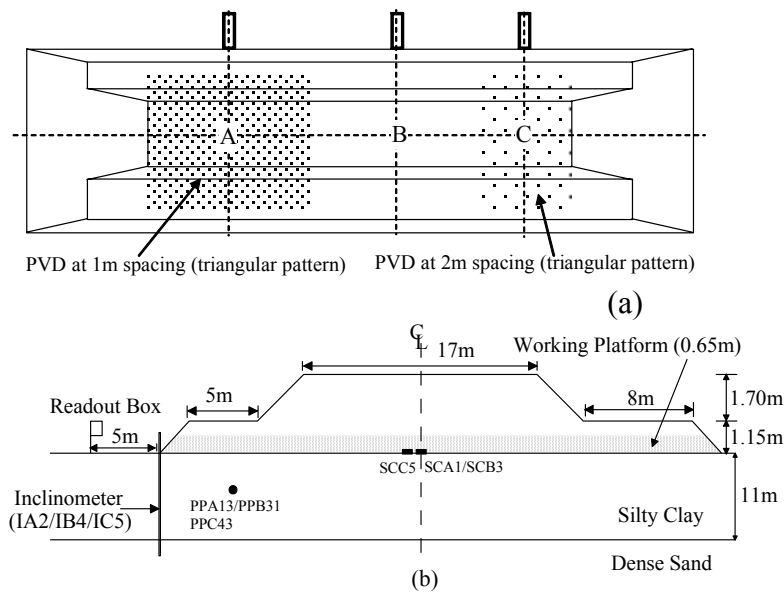 A
B
C
PVD at 1m spacing (triangular pattern)
PVD at 2m spacing (triangular pattern)
(a)
CL
17m
Working Platform (0.65m)
5m
8m
1.70m
Readout Box
5m
1.15m
SCC5
SCA1/SCB3
11m
Inclinometer
(IA2/IB4/IC5)
PPA13/PPB31
PPC43
Silty Clay
Dense Sand
(b)